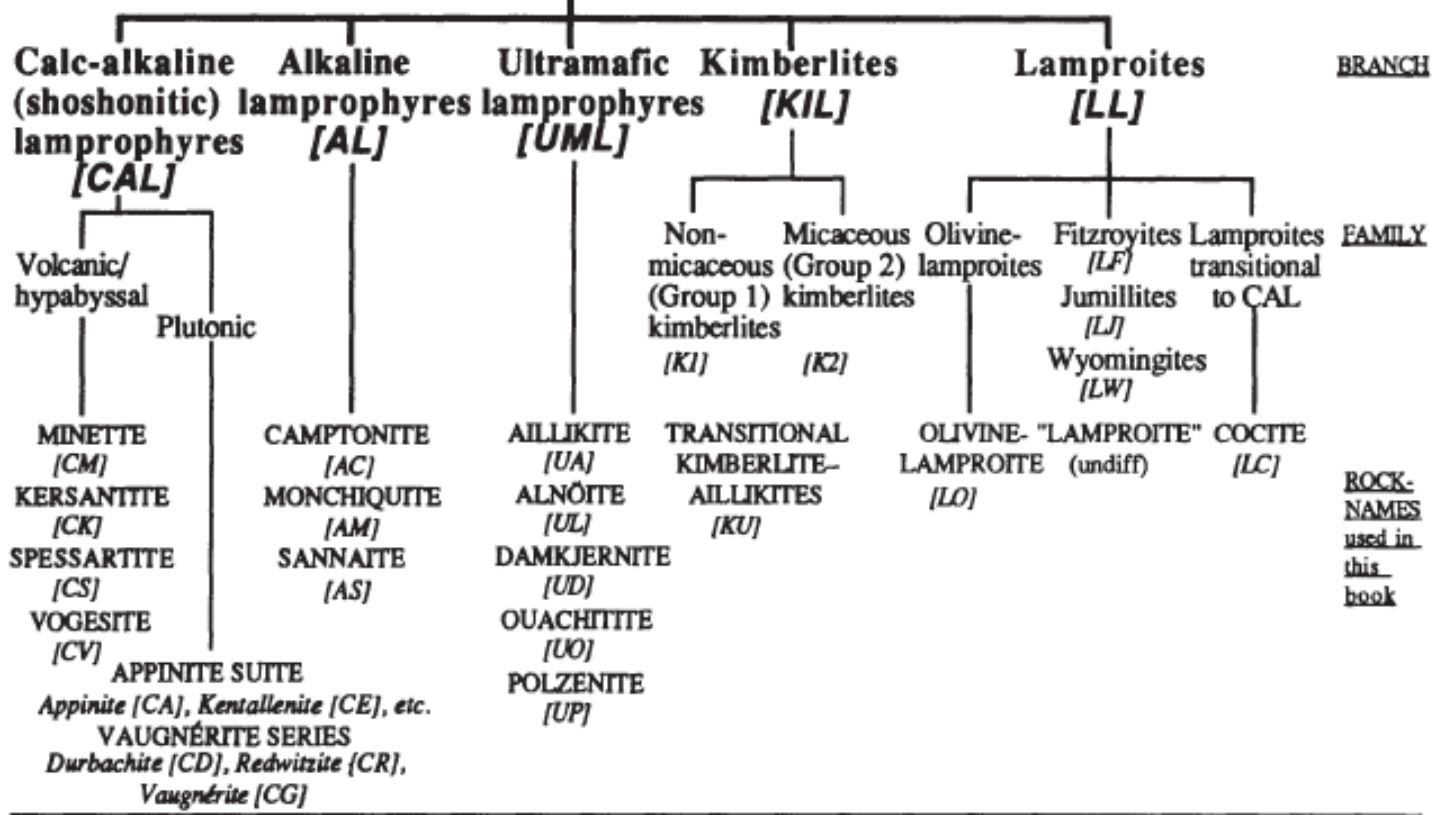 Calc-alkaline
(shoshonitic)
lamprophyres
[CAL]
Alkaline
lamprophyres
[AL]
Ultramafic
lamprophyres
[UML]
Kimberlites
[KIL]
Lamproites
[LL]
BRANCH
Volcanic/
hypabyssal
Plutonic
Non-
micaceous
(Group 1)
kimberlites
[K1]
Micaceous
(Group 2)
kimberlites
[K2]
Olivine-
lamproites
Fitzroyites
[LF]
Jumillites
[LJ]
Wyomingites
[LW]
Lamproites
transitional
to CAL
FAMILY
MINETTE
[CM]
KERSANTITE
[CK]
SPESSARTITE
[CS]
VOGESITE
[CV]
APPINITE SUITE
Appinite [CA], Kentallenite [CE], etc.
VAUGNÉRITE SERIES
Durbachite [CD], Redwitzite {CR],
Vaugnérite [CG]
CAMPTONITE
[AC]
MONCHIQUITE
[AM]
SANNAITE
[AS]
AILLIKITE
[UA]
ALNÖITE
[UL]
DAMKJERNITE
[UD]
OUACHITITE
[UO]
POLZENITE
[UP]
TRANSITIONAL
KIMBERLITE–
AILLIKITES
[KU]
OLIVINE-
LAMPROITE
[LO]
"LAMPROITE"
(undiff)
COCITE
[LC]
ROCK-
NAMES
used in
this
book